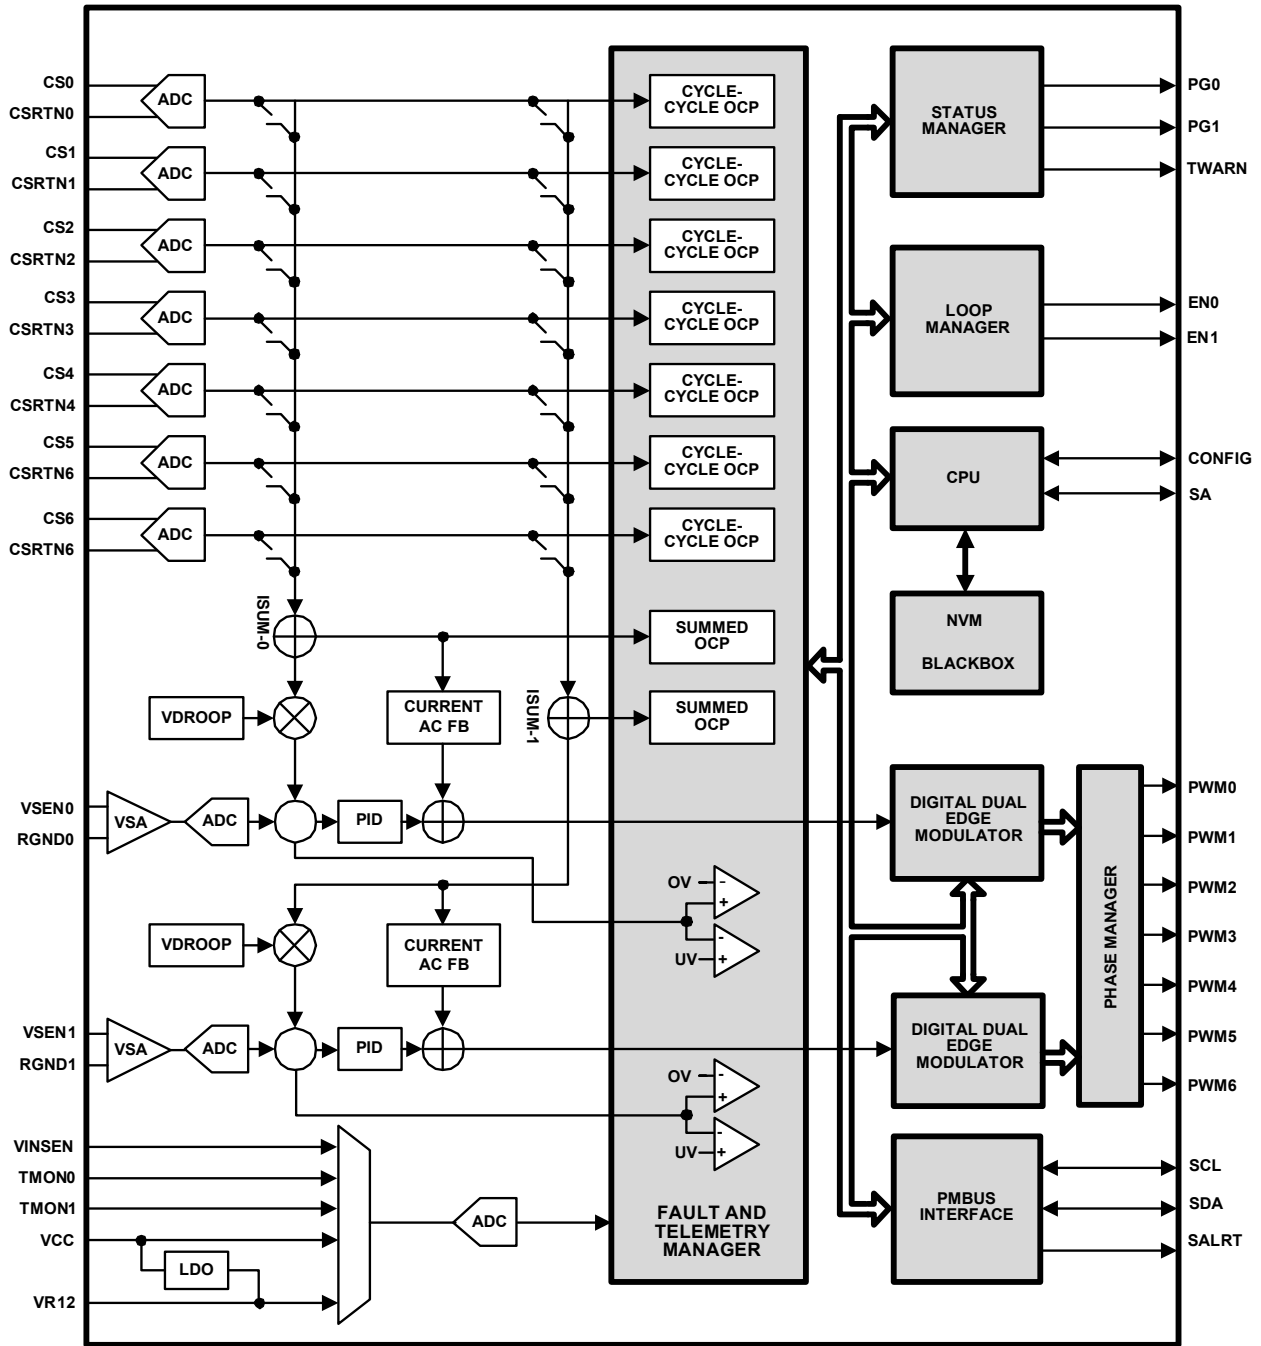 CS0
CSRTN0
ADC
CYCLE-
CYCLE OCP
CS1
CSRTN1
ADC
CYCLE-
CYCLE OCP
CS2
CSRTN2
ADC
CYCLE-
CYCLE OCP
CS3
CSRTN3
ADC
CYCLE-
CYCLE OCP
CS4
CSRTN4
ADC
CYCLE-
CYCLE OCP
CS5
CSRTN6
ADC
CYCLE-
CYCLE OCP
CS6
CSRTN6
ADC
CYCLE-
CYCLE OCP
ISUM-0
SUMMED
OCP
VDROOP
CURRENT
AC FB
ISUM-1
SUMMED
OCP
VSEN0
RGND0
VSA
ADC
PID
OV
-
+
-
+
UV
VDROOP
CURRENT
AC FB
VSEN1
RGND1
VSA
ADC
PID
OV
-
+
-
+
UV
VINSEN
TMON0
TMON1
VCC
LDO
VR12
ADC
FAULT AND
TELEMETRY
MANAGER
STATUS
MANAGER
PG0
PG1
TWARN
LOOP
MANAGER
EN0
EN1
CPU
CONFIG
SA
NVM
BLACKBOX
DIGITAL DUAL
EDGE
MODULATOR
DIGITAL DUAL
EDGE
MODULATOR
PHASE MANAGER
PWM0
PWM1
PWM2
PWM3
PWM4
PWM5
PWM6
PMBUS
INTERFACE
SCL
SDA
SALRT